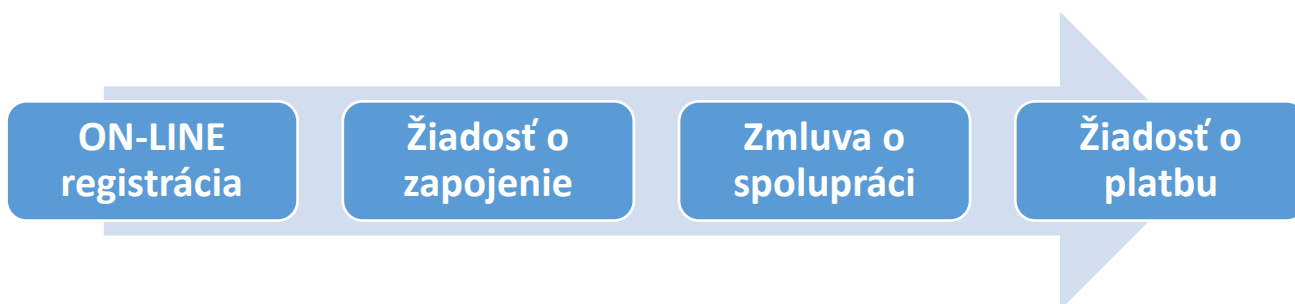 ON-LINE
registrácia
Žiadosť o
zapojenie
Zmluva o
spolupráci
Žiadosť o
platbu